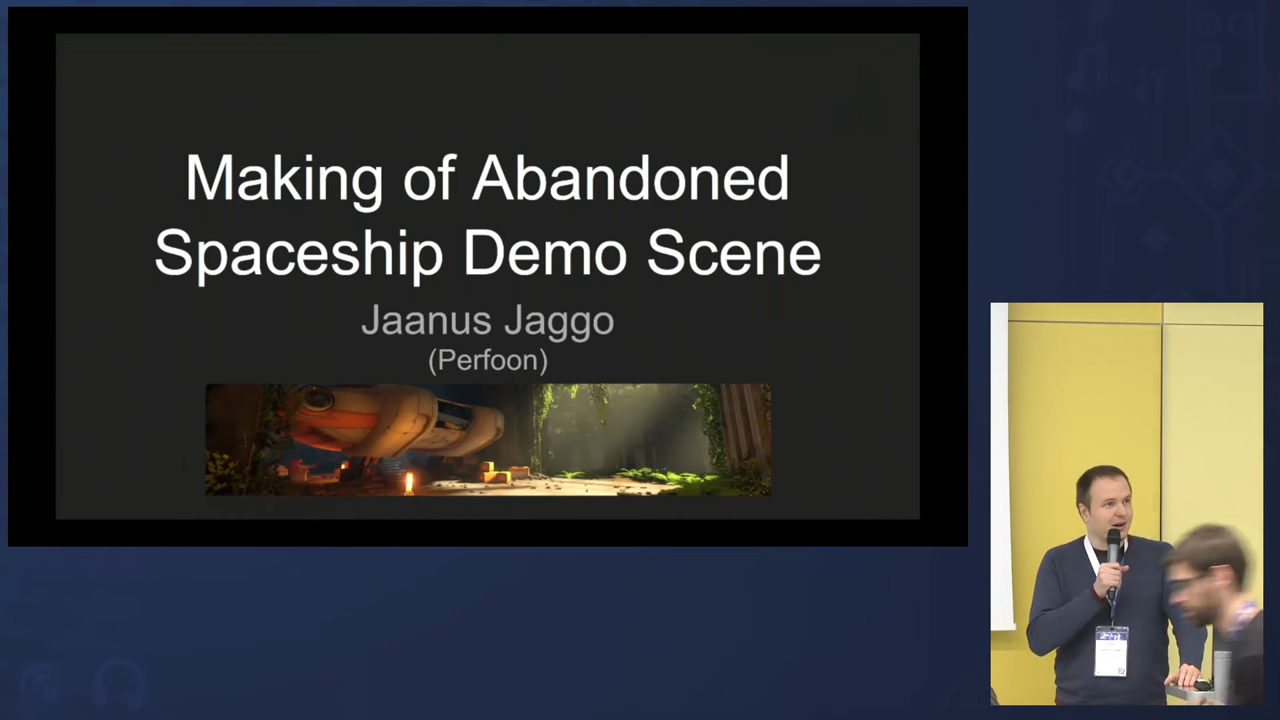 Making of Abandoned
Spaceship Demo Scene
Jaanus Jaggo
(Perfoon)